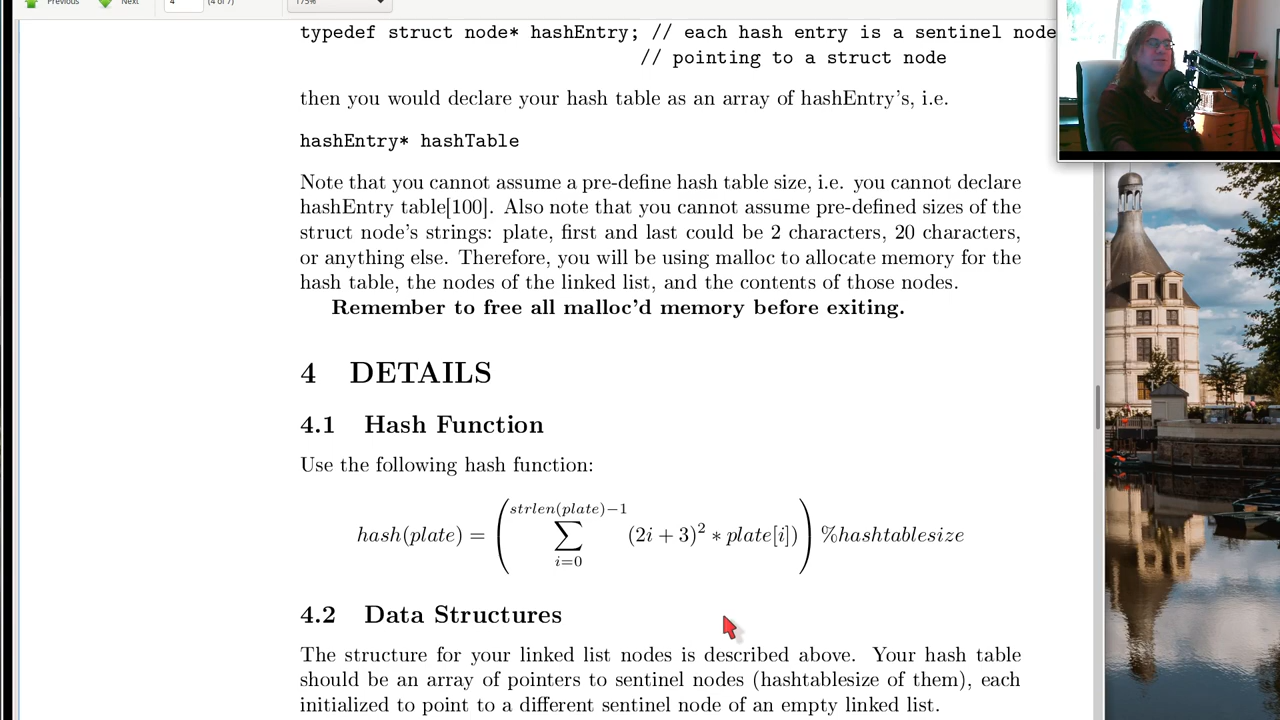 Previous Next 4 (4 of 7) 175%
typedef struct node* hashEntry; // each hash entry is a sentinel node
// pointing to a struct node
then you would declare your hash table as an array of hashEntry's, i.e.
hashEntry* hashTable
Note that you cannot assume a pre-define hash table size, i.e. you cannot declare
hashEntry table[100]. Also note that you cannot assume pre-defined sizes of the
struct node's strings: plate, first and last could be 2 characters, 20 characters,
or anything else. Therefore, you will be using malloc to allocate memory for the
hash table, the nodes of the linked list, and the contents of those nodes.
Remember to free all malloc'd memory before exiting.
4 DETAILS
4.1 Hash Function
Use the following hash function:
hash(plate) = ( strlen(plate)−1 ∑ i=0 (2i + 3)² ∗ plate[i]) ) %hashtablesize
4.2 Data Structures
The structure for your linked list nodes is described above. Your hash table
should be an array of pointers to sentinel nodes (hashtablesize of them), each
initialized to point to a different sentinel node of an empty linked list.